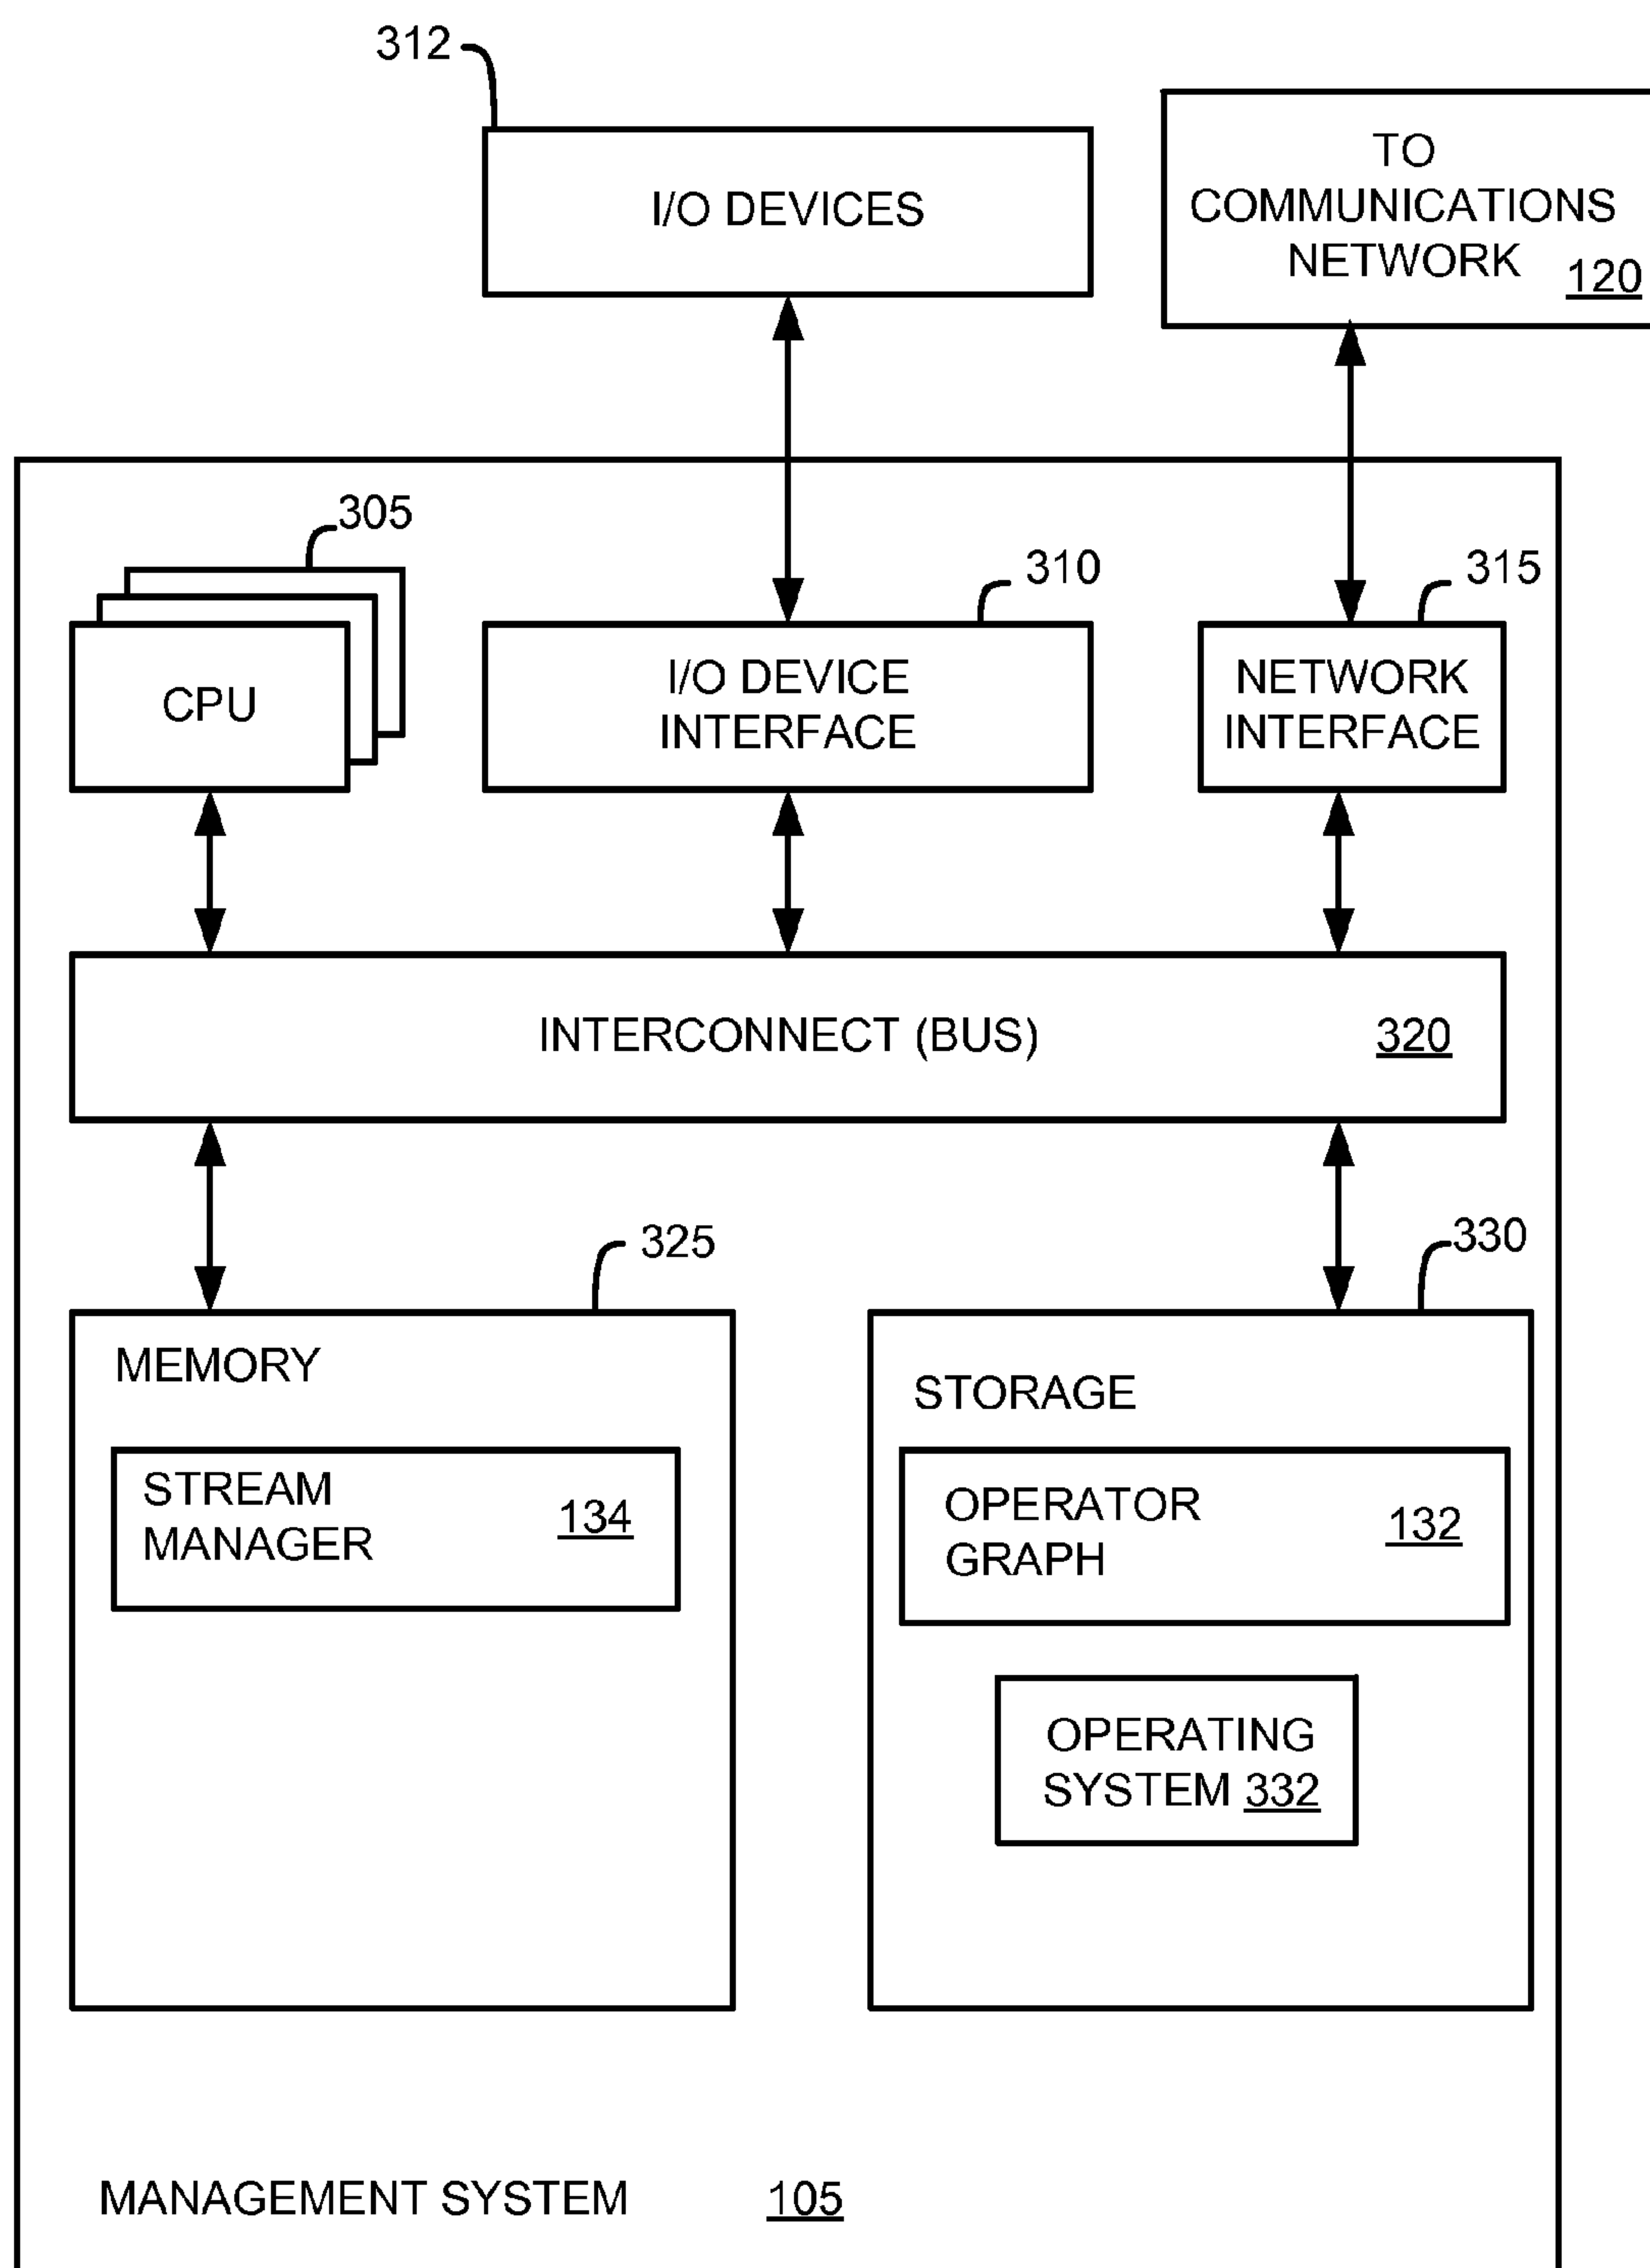 312
I/O DEVICES
TO
COMMUNICATIONS
NETWORK 120
305
310
315
CPU
I/O DEVICE
INTERFACE
NETWORK
INTERFACE
INTERCONNECT (BUS) 320
325
330
MEMORY
STREAM
MANAGER 134
STORAGE
OPERATOR
GRAPH 132
OPERATING
SYSTEM 332
MANAGEMENT SYSTEM 105